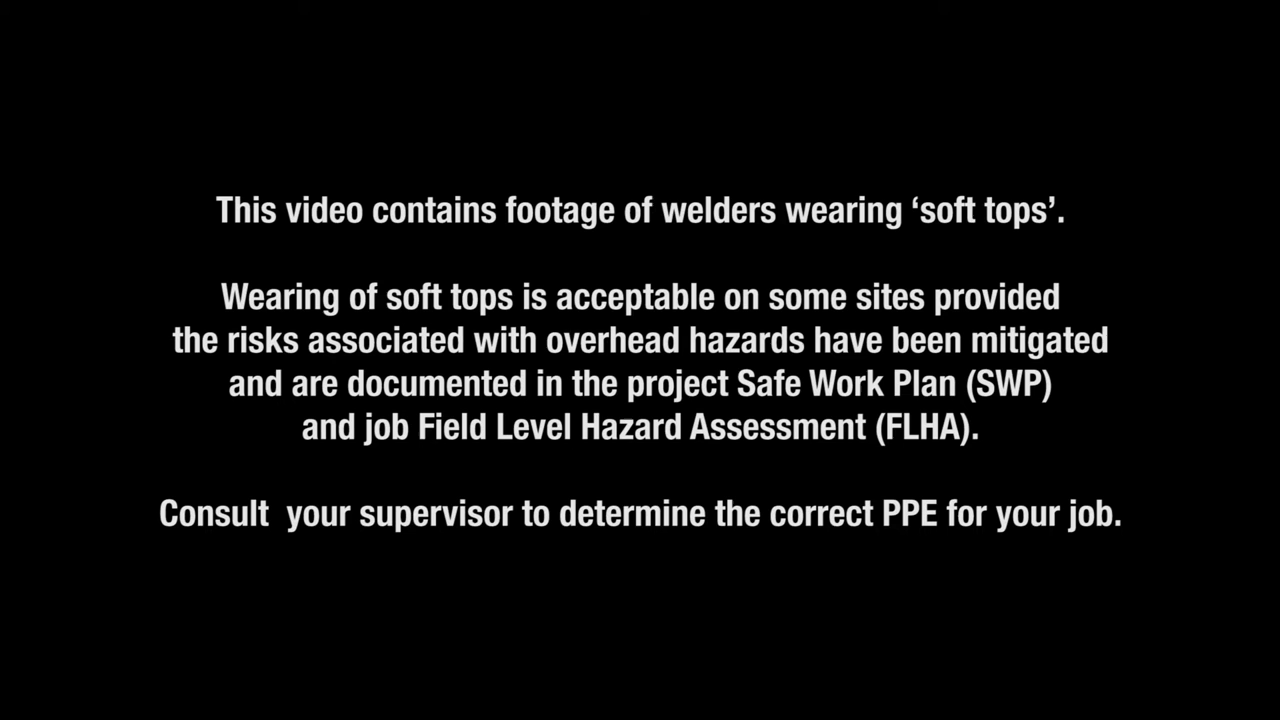 This video contains footage of welders wearing ‘soft tops’.
Wearing of soft tops is acceptable on some sites provided
the risks associated with overhead hazards have been mitigated
and are documented in the project Safe Work Plan (SWP)
and job Field Level Hazard Assessment (FLHA).
Consult  your supervisor to determine the correct PPE for your job.